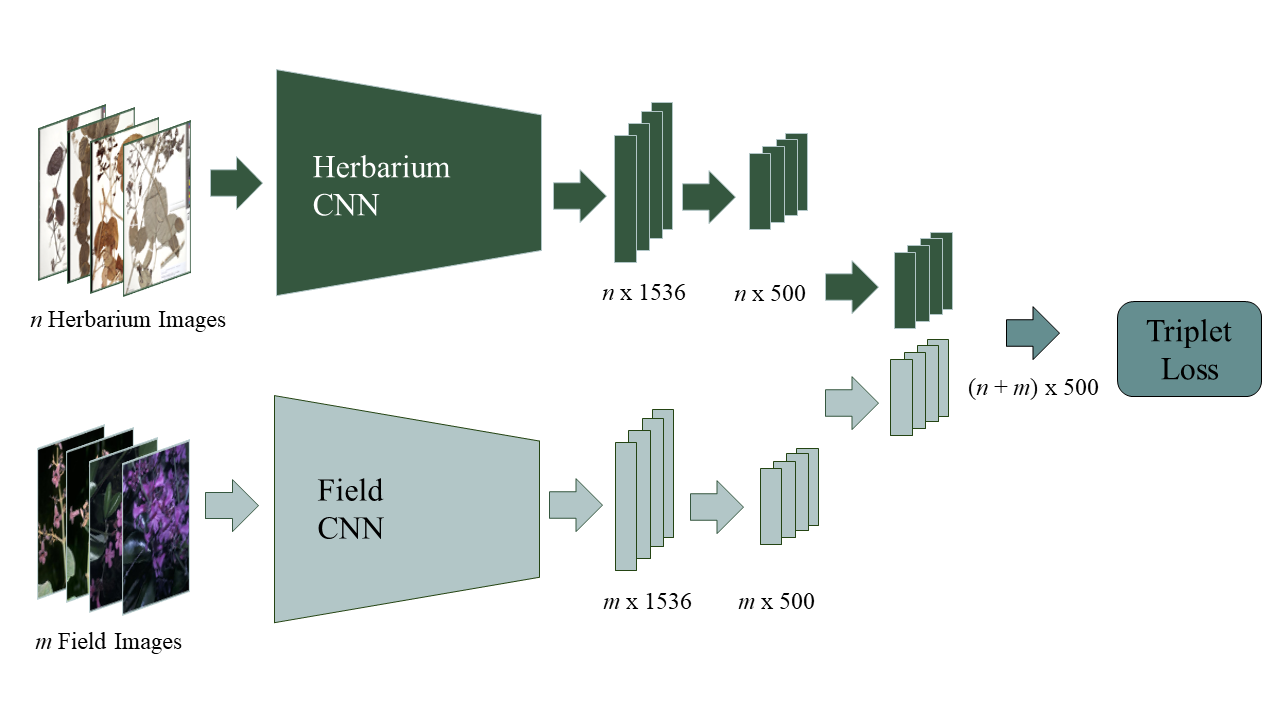 Herbarium
CNN
n x 1536
n x 500
n Herbarium Images
Triplet
Loss
(n + m) x 500
Field
CNN
m x 1536
m x 500
m Field Images